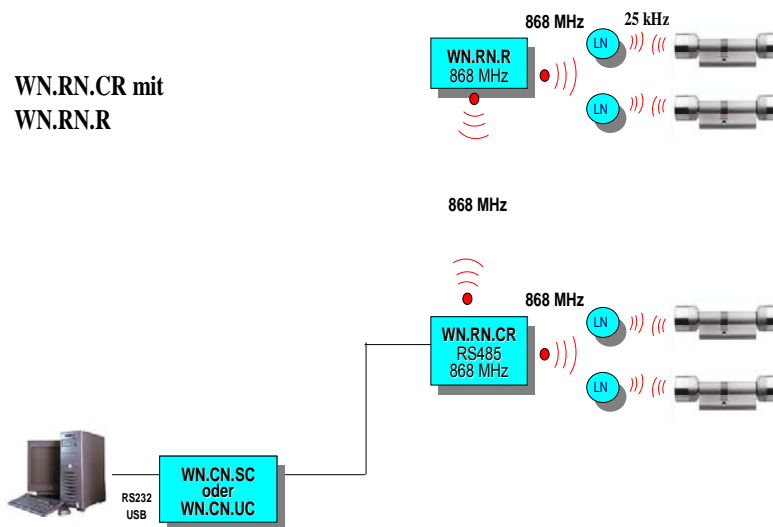 868 MHz
25 kHz
WN.RN.R
868 MHz
LN
LN
WN.RN.CR mit
WN.RN.R
868 MHz
868 MHz
WN.RN.CR
RS485
868 MHz
LN
LN
RS232
USB
WN.CN.SC
oder
WN.CN.UC